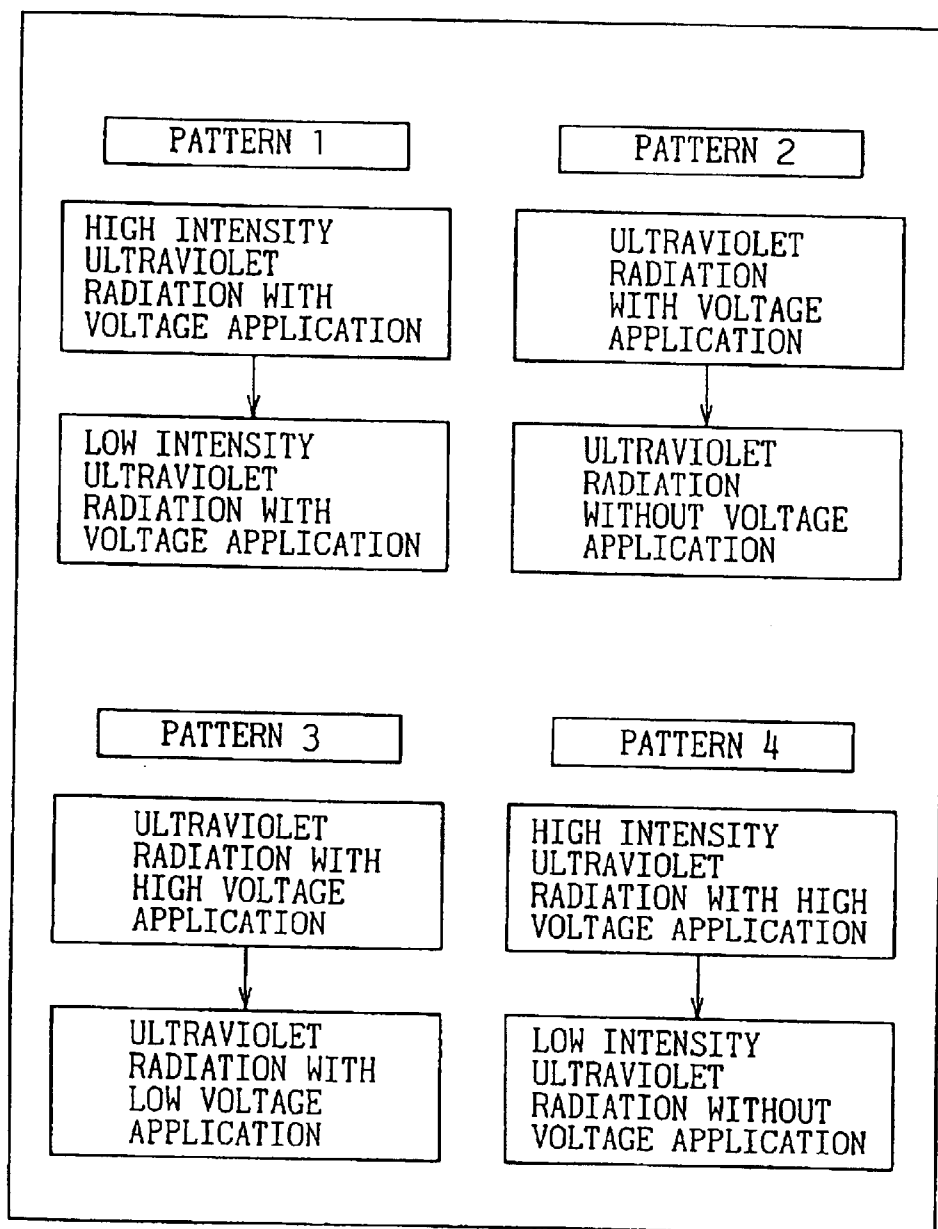 PATTERN 1
HIGH INTENSITY
ULTRAVIOLET
RADIATION WITH
VOLTAGE APPLICATION
LOW INTENSITY
ULTRAVIOLET
RADIATION WITH
VOLTAGE APPLICATION
PATTERN 2
ULTRAVIOLET
RADIATION
WITH VOLTAGE
APPLICATION
ULTRAVIOLET
RADIATION
WITHOUT VOLTAGE
APPLICATION
PATTERN 3
ULTRAVIOLET
RADIATION WITH
HIGH VOLTAGE
APPLICATION
ULTRAVIOLET
RADIATION WITH
LOW VOLTAGE
APPLICATION
PATTERN 4
HIGH INTENSITY
ULTRAVIOLET
RADIATION WITH HIGH
VOLTAGE APPLICATION
LOW INTENSITY
ULTRAVIOLET
RADIATION WITHOUT
VOLTAGE APPLICATION